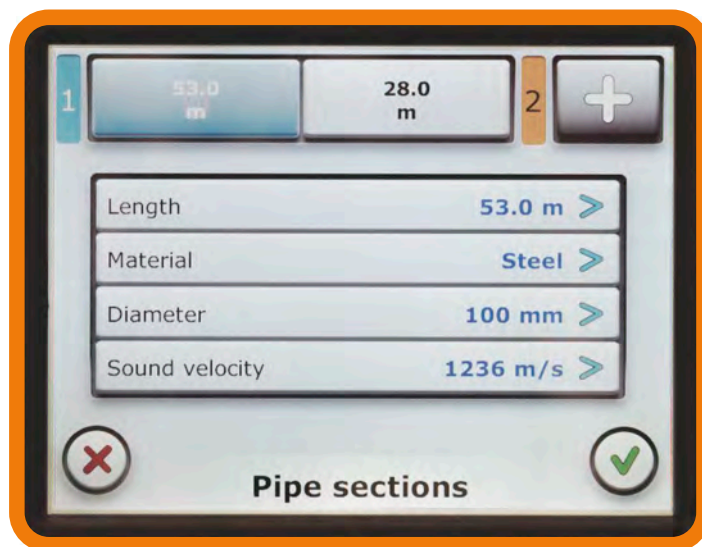 1
53.0
m
28.0
m
2
Length 53.0 m >
Material Steel >
Diameter 100 mm >
Sound velocity 1236 m/s >
Pipe sections